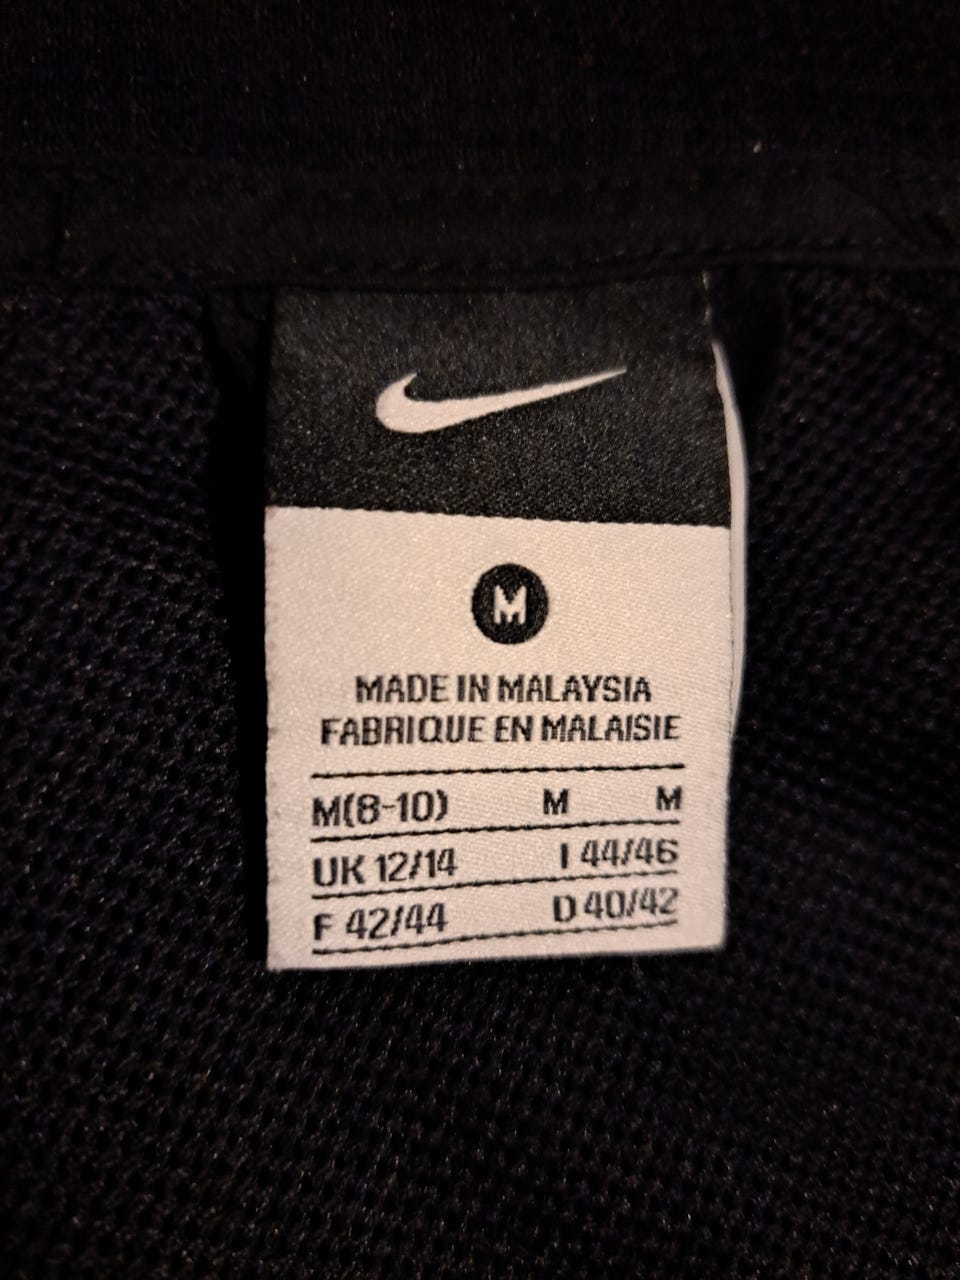 M
MADE IN MALAYSIA
FABRIQUE EN MALAISIE
M(8-10) M M
UK 12/14 I 44/46
F 42/44 D 40/42